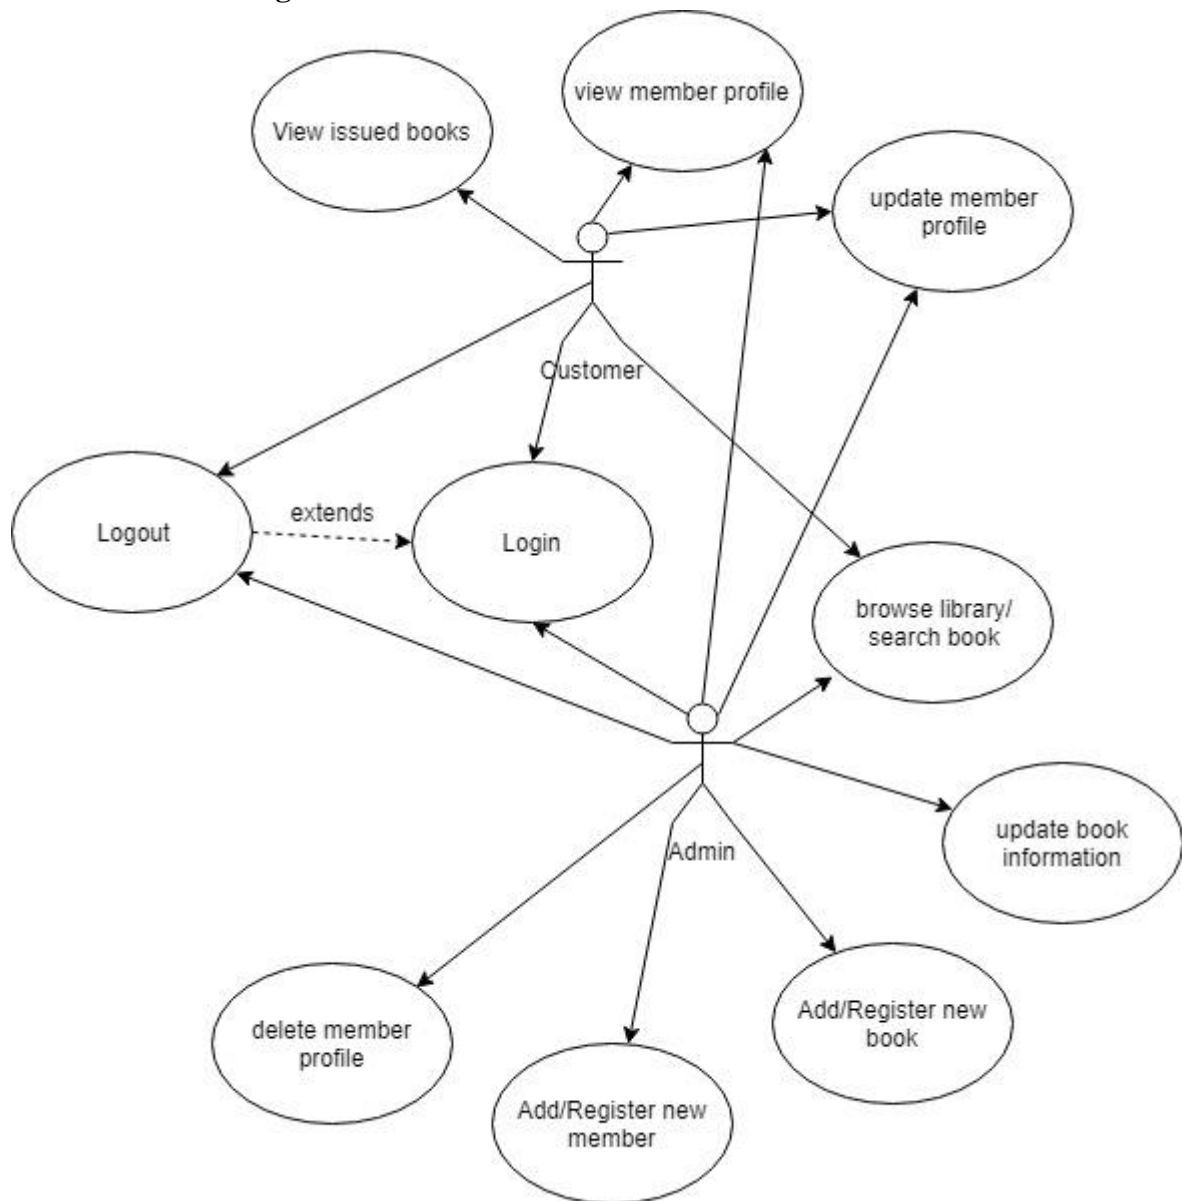 view member profile
View issued books
update member
profile
Customer
extends
Logout
Login
browse library/
search book
update book
information
Admin
Add/Register new
book
delete member
profile
Add/Register new
member